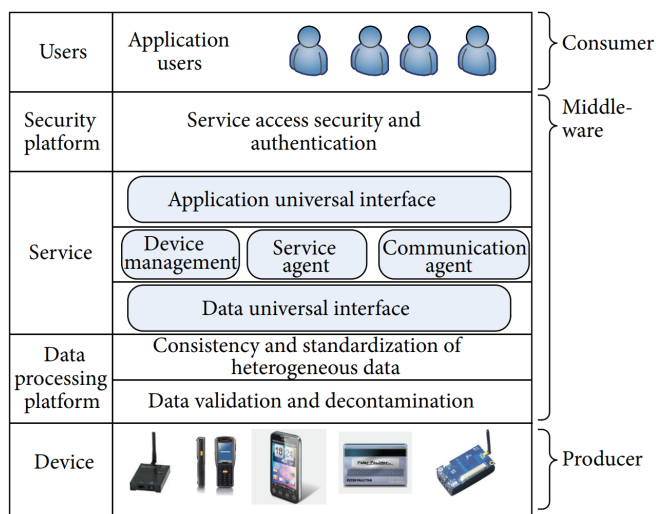 Users
Application
users
Consumer
Security
platform
Service access security and
authentication
Middle-
ware
Service
Application universal interface
Device
management
Service
agent
Communication
agent
Data universal interface
Data
processing
platform
Consistency and standardization of
heterogeneous data
Data validation and decontamination
Device
Producer